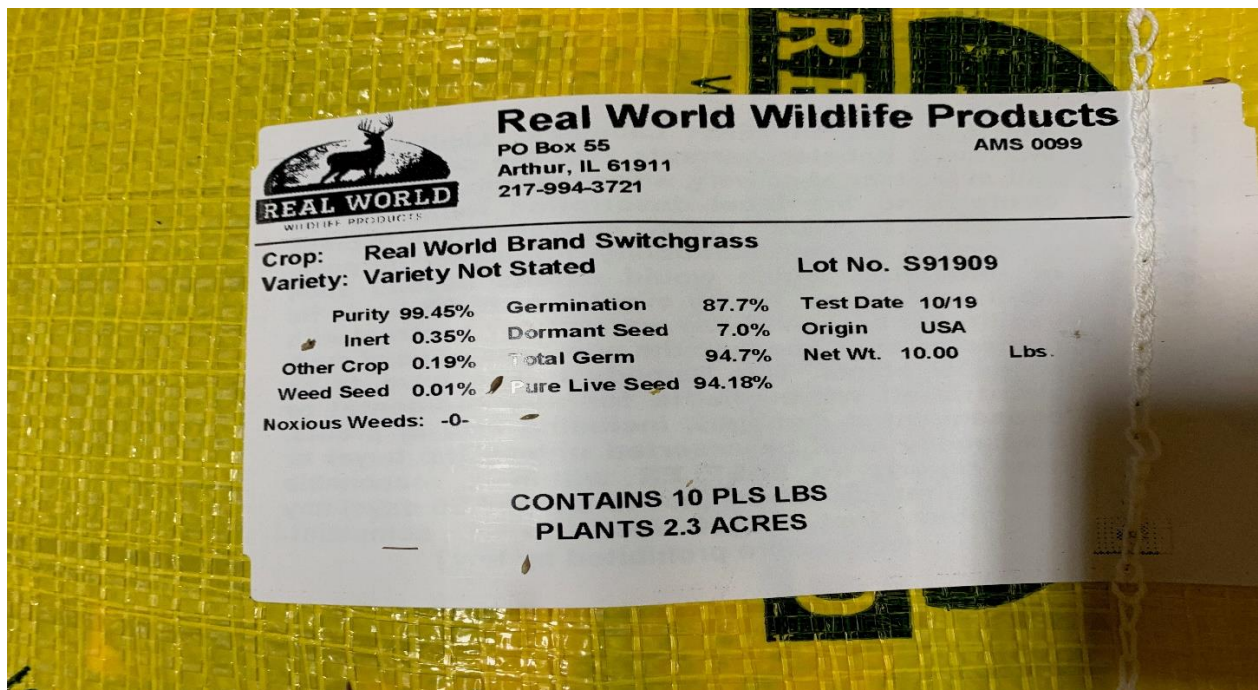 Real World Wildlife Products
PO Box 55
AMS 0099
Arthur, IL 61911
217-994-3721
REAL WORLD
WILDLIFE PRODUCTS
Crop: Real World Brand Switchgrass
Variety: Variety Not Stated
Lot No. S91909
Purity 99.45% Germination 87.7% Test Date 10/19
Inert 0.35% Dormant Seed 7.0% Origin USA
Other Crop 0.19% Total Germ 94.7% Net Wt. 10.00 Lbs.
Weed Seed 0.01% Pure Live Seed 94.18%
Noxious Weeds: -0-
CONTAINS 10 PLS LBS
PLANTS 2.3 ACRES